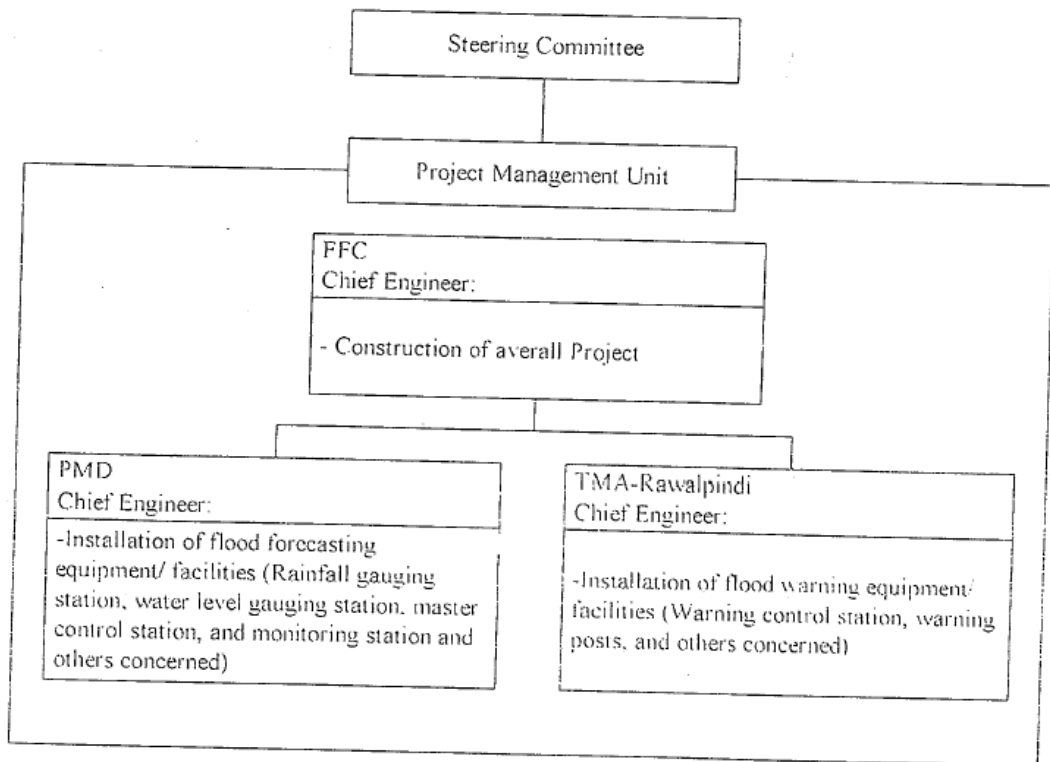 Steering Committee
Project Management Unit
FFC
Chief Engineer:
- Construction of averall Project
PMD
Chief Engineer:
-Installation of flood forecasting
equipment/ facilities (Rainfall gauging
station, water level gauging station, master
control station, and monitoring station and
others concerned)
TMA-Rawalpindi
Chief Engineer:
-Installation of flood warning equipment/
facilities (Warning control station, warning
posts, and others concerned)